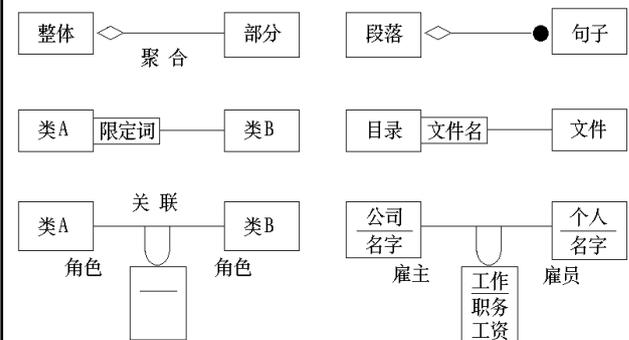 整体
部分
聚合
段落
句子
类A
限定词
类B
目录
文件名
文件
关联
类A
类B
角色
角色
公司
名字
个人
名字
雇主
雇员
工作
职务
工资